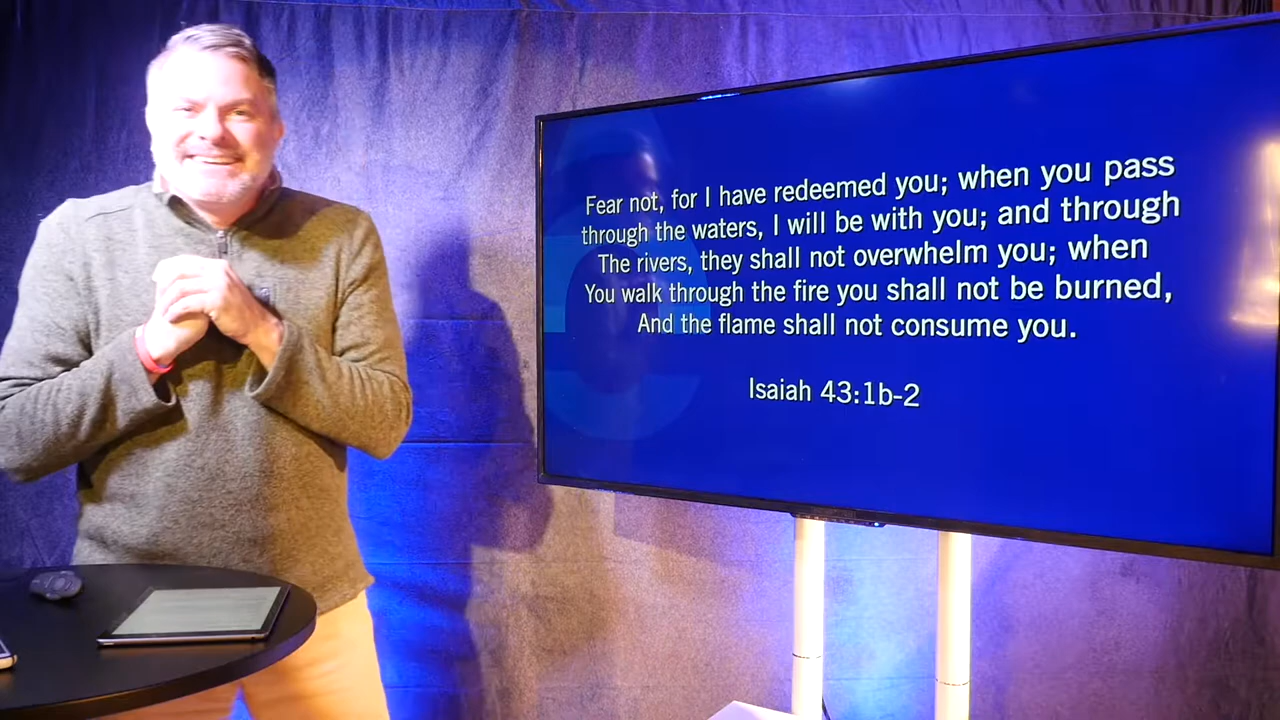 Fear not, for I have redeemed you; when you pass
through the waters, I will be with you; and through
The rivers, they shall not overwhelm you; when
You walk through the fire you shall not be burned,
And the flame shall not consume you.
Isaiah 43:1b-2